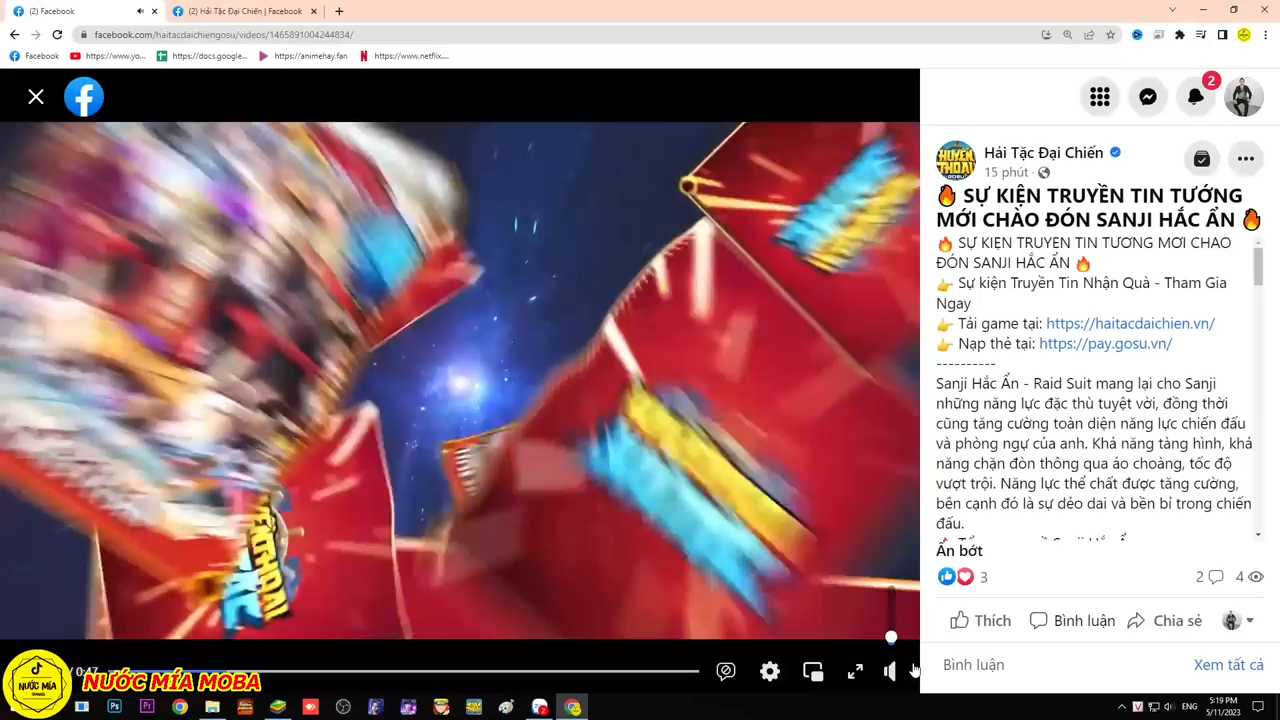 (2) Facebook
(2) Hải Tặc Đại Chiến | Facebook
facebook.com/haitacdaichiengosu/videos/1465891004244834/
Facebook
https://www.yo...
https://docs.google...
https://animehay.fan
https://www.netflix....
2
HUYỀN
THOẠI
GOSU
Hải Tặc Đại Chiến
15 phút ·
🔥 SỰ KIỆN TRUYỀN TIN TƯỚNG
MỚI CHÀO ĐÓN SANJI HẮC ẨN 🔥
🔥 SỰ KIỆN TRUYỀN TIN TƯỚNG MỚI CHÀO
ĐÓN SANJI HẮC ẨN 🔥
👉 Sự kiện Truyền Tin Nhận Quà - Tham Gia
Ngay
👉 Tải game tại: https://haitacdaichien.vn/
👉 Nạp thẻ tại: https://pay.gosu.vn/
----------
Sanji Hắc Ẩn - Raid Suit mang lại cho Sanji
những năng lực đặc thù tuyệt vời, đồng thời
cũng tăng cường toàn diện năng lực chiến đấu
và phòng ngự của anh. Khả năng tàng hình, khả
năng chặn đòn thông qua áo choàng, tốc độ
vượt trội. Năng lực thể chất được tăng cường,
bên cạnh đó là sự dẻo dai và bền bỉ trong chiến
đấu.
Ẩn bớt
3
2
4
Thích
Bình luận
Chia sẻ
Bình luận
Xem tất cả
/ 0:47
NƯỚC MÍA
NƯỚC MÍA MOBA
Ps
Pr
2
V
ENG
5:19 PM
5/11/2023